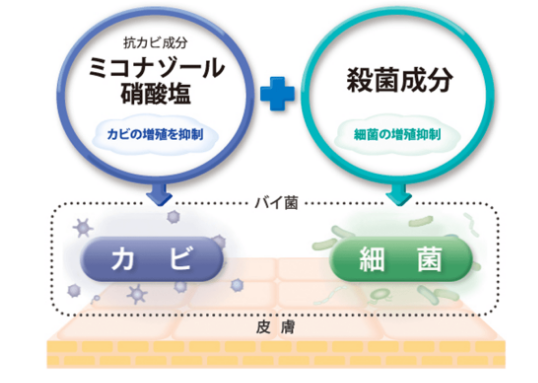 抗カビ成分
ミコナゾール
硝酸塩
カビの増殖を抑制
殺菌成分
細菌の増殖抑制
バイ菌
カビ
細菌
皮膚